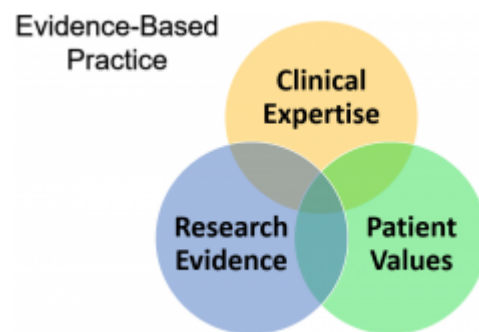 Evidence-Based
Practice
Clinical
Expertise
Research
Evidence
Patient
Values